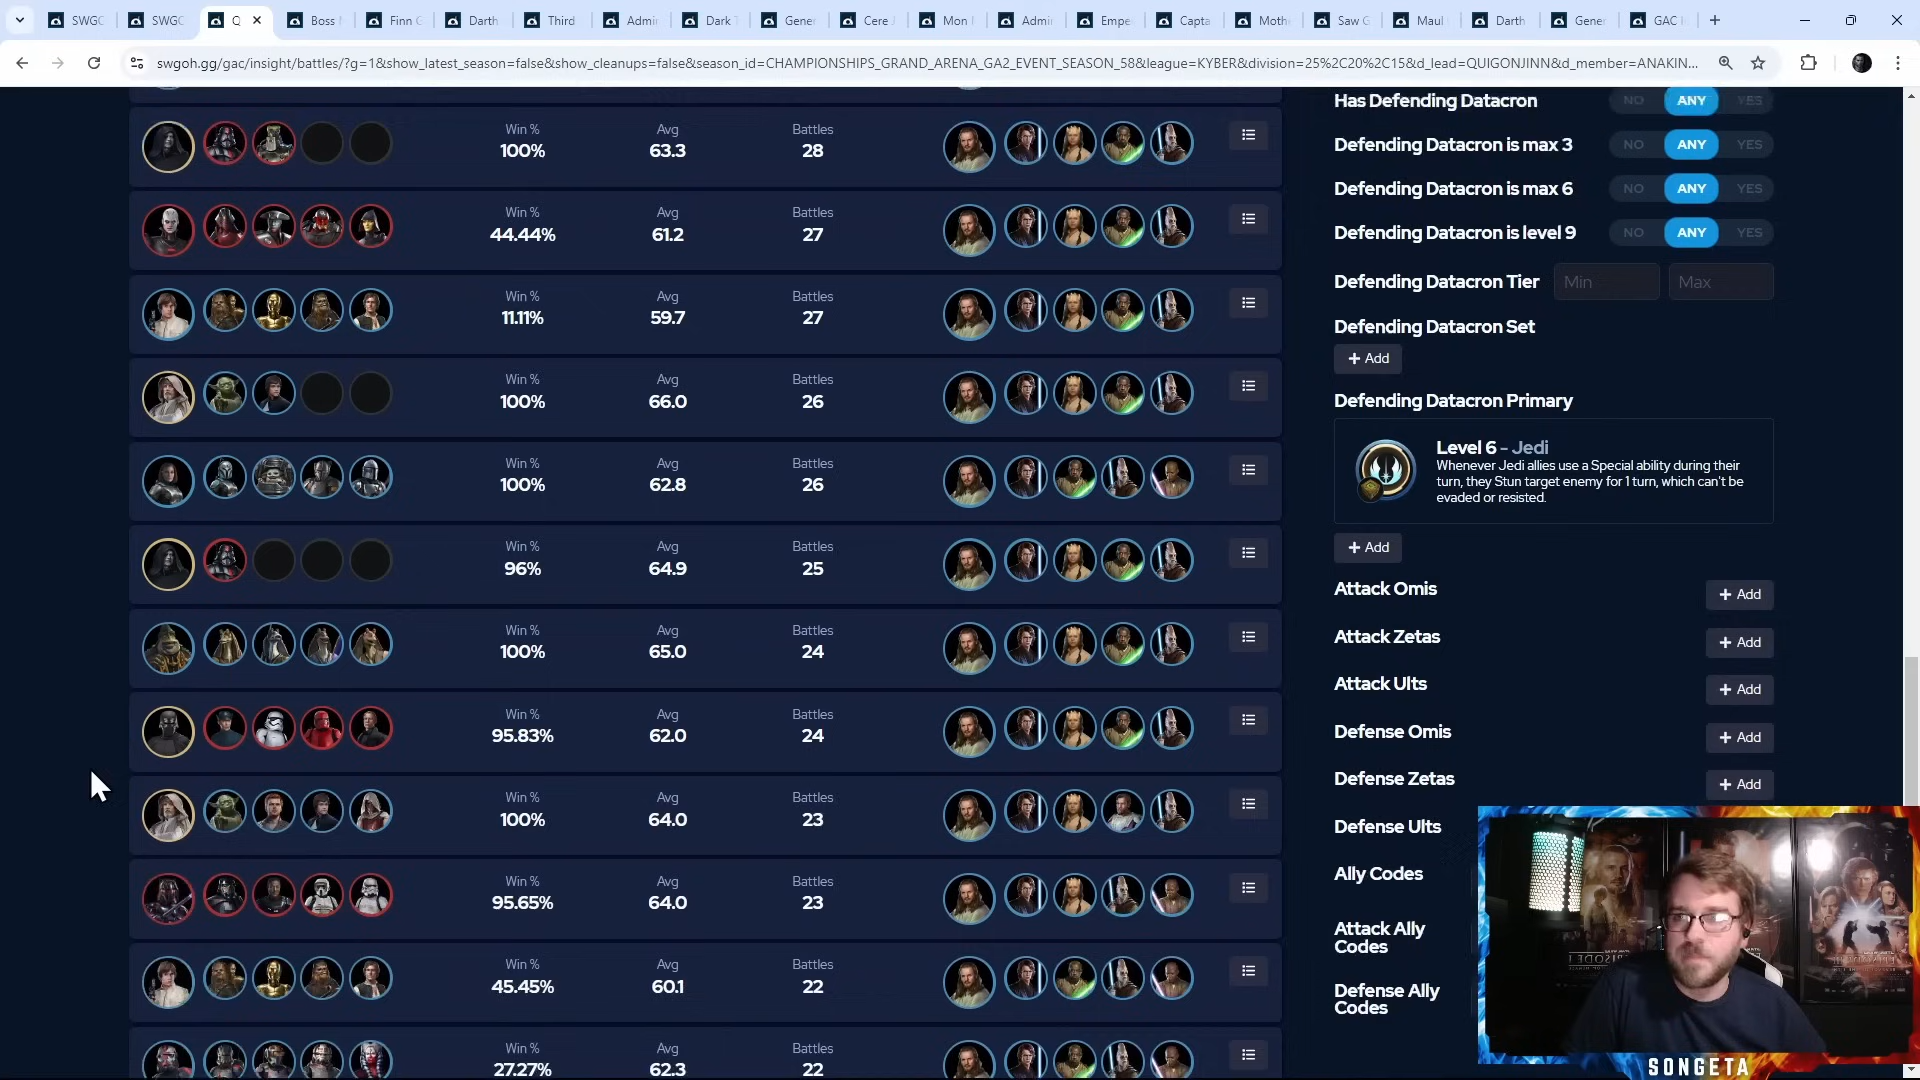 SWGO
SWGO
Q
Boss
Finn G
Darth
Third
Admir
Dark T
Gener
Cere J
Mon M
Admir
Empe
Capta
Mothe
Saw G
Maul
Darth
Gener
GAC
swgoh.gg/gac/insight/battles/?g=1&show_latest_season=false&show_cleanups=false&season_id=CHAMPIONSHIPS_GRAND_ARENA_GA2_EVENT_SEASON_58&league=KYBER&division=25%2C20%2C15&d_lead=QUIGONJINN&d_member=ANAKIN...
Win % Avg Battles
100% 63.3 28
Win % Avg Battles
44.44% 61.2 27
Win % Avg Battles
11.11% 59.7 27
Win % Avg Battles
100% 66.0 26
Win % Avg Battles
100% 62.8 26
Win % Avg Battles
96% 64.9 25
Win % Avg Battles
100% 65.0 24
Win % Avg Battles
95.83% 62.0 24
Win % Avg Battles
100% 64.0 23
Win % Avg Battles
95.65% 64.0 23
Win % Avg Battles
45.45% 60.1 22
Win % Avg Battles
27.27% 62.3 22
Has Defending Datacron NO ANY YES
Defending Datacron is max 3 NO ANY YES
Defending Datacron is max 6 NO ANY YES
Defending Datacron is level 9 NO ANY YES
Defending Datacron Tier Min Max
Defending Datacron Set
+ Add
Defending Datacron Primary
Level 6 - Jedi
Whenever Jedi allies use a Special ability during their
turn, they Stun target enemy for 1 turn, which can't be
evaded or resisted.
+ Add
Attack Omis + Add
Attack Zetas + Add
Attack Ults + Add
Defense Omis + Add
Defense Zetas + Add
Defense Ults
Ally Codes
Attack Ally
Codes
Defense Ally
Codes
SONGETA